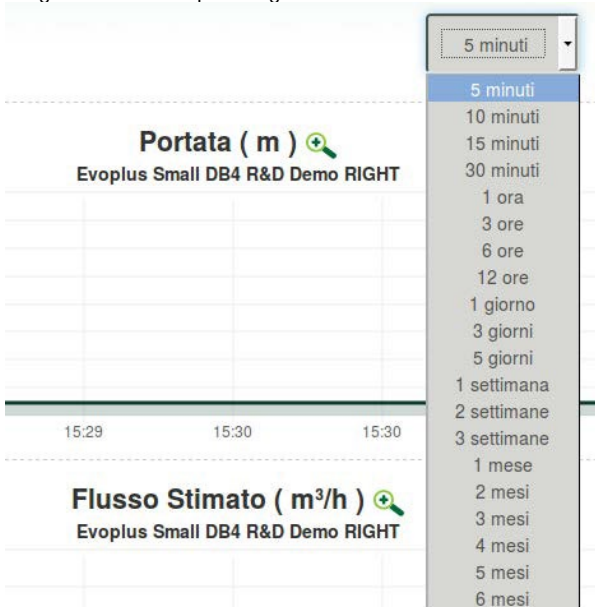 5 minuti
5 minuti
10 minuti
15 minuti
30 minuti
1 ora
3 ore
6 ore
12 ore
1 giorno
3 giorni
5 giorni
1 settimana
2 settimane
3 settimane
1 mese
2 mesi
3 mesi
4 mesi
5 mesi
6 mesi
Portata ( m )
Evoplus Small DB4 R&D Demo RIGHT
15:29 15:30 15:30
Flusso Stimato ( m³/h )
Evoplus Small DB4 R&D Demo RIGHT